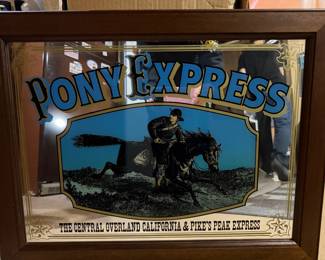 PONY EXPRESS
THE CENTRAL OVERLAND CALIFORNIA & PIKE'S PEAK EXPRESS